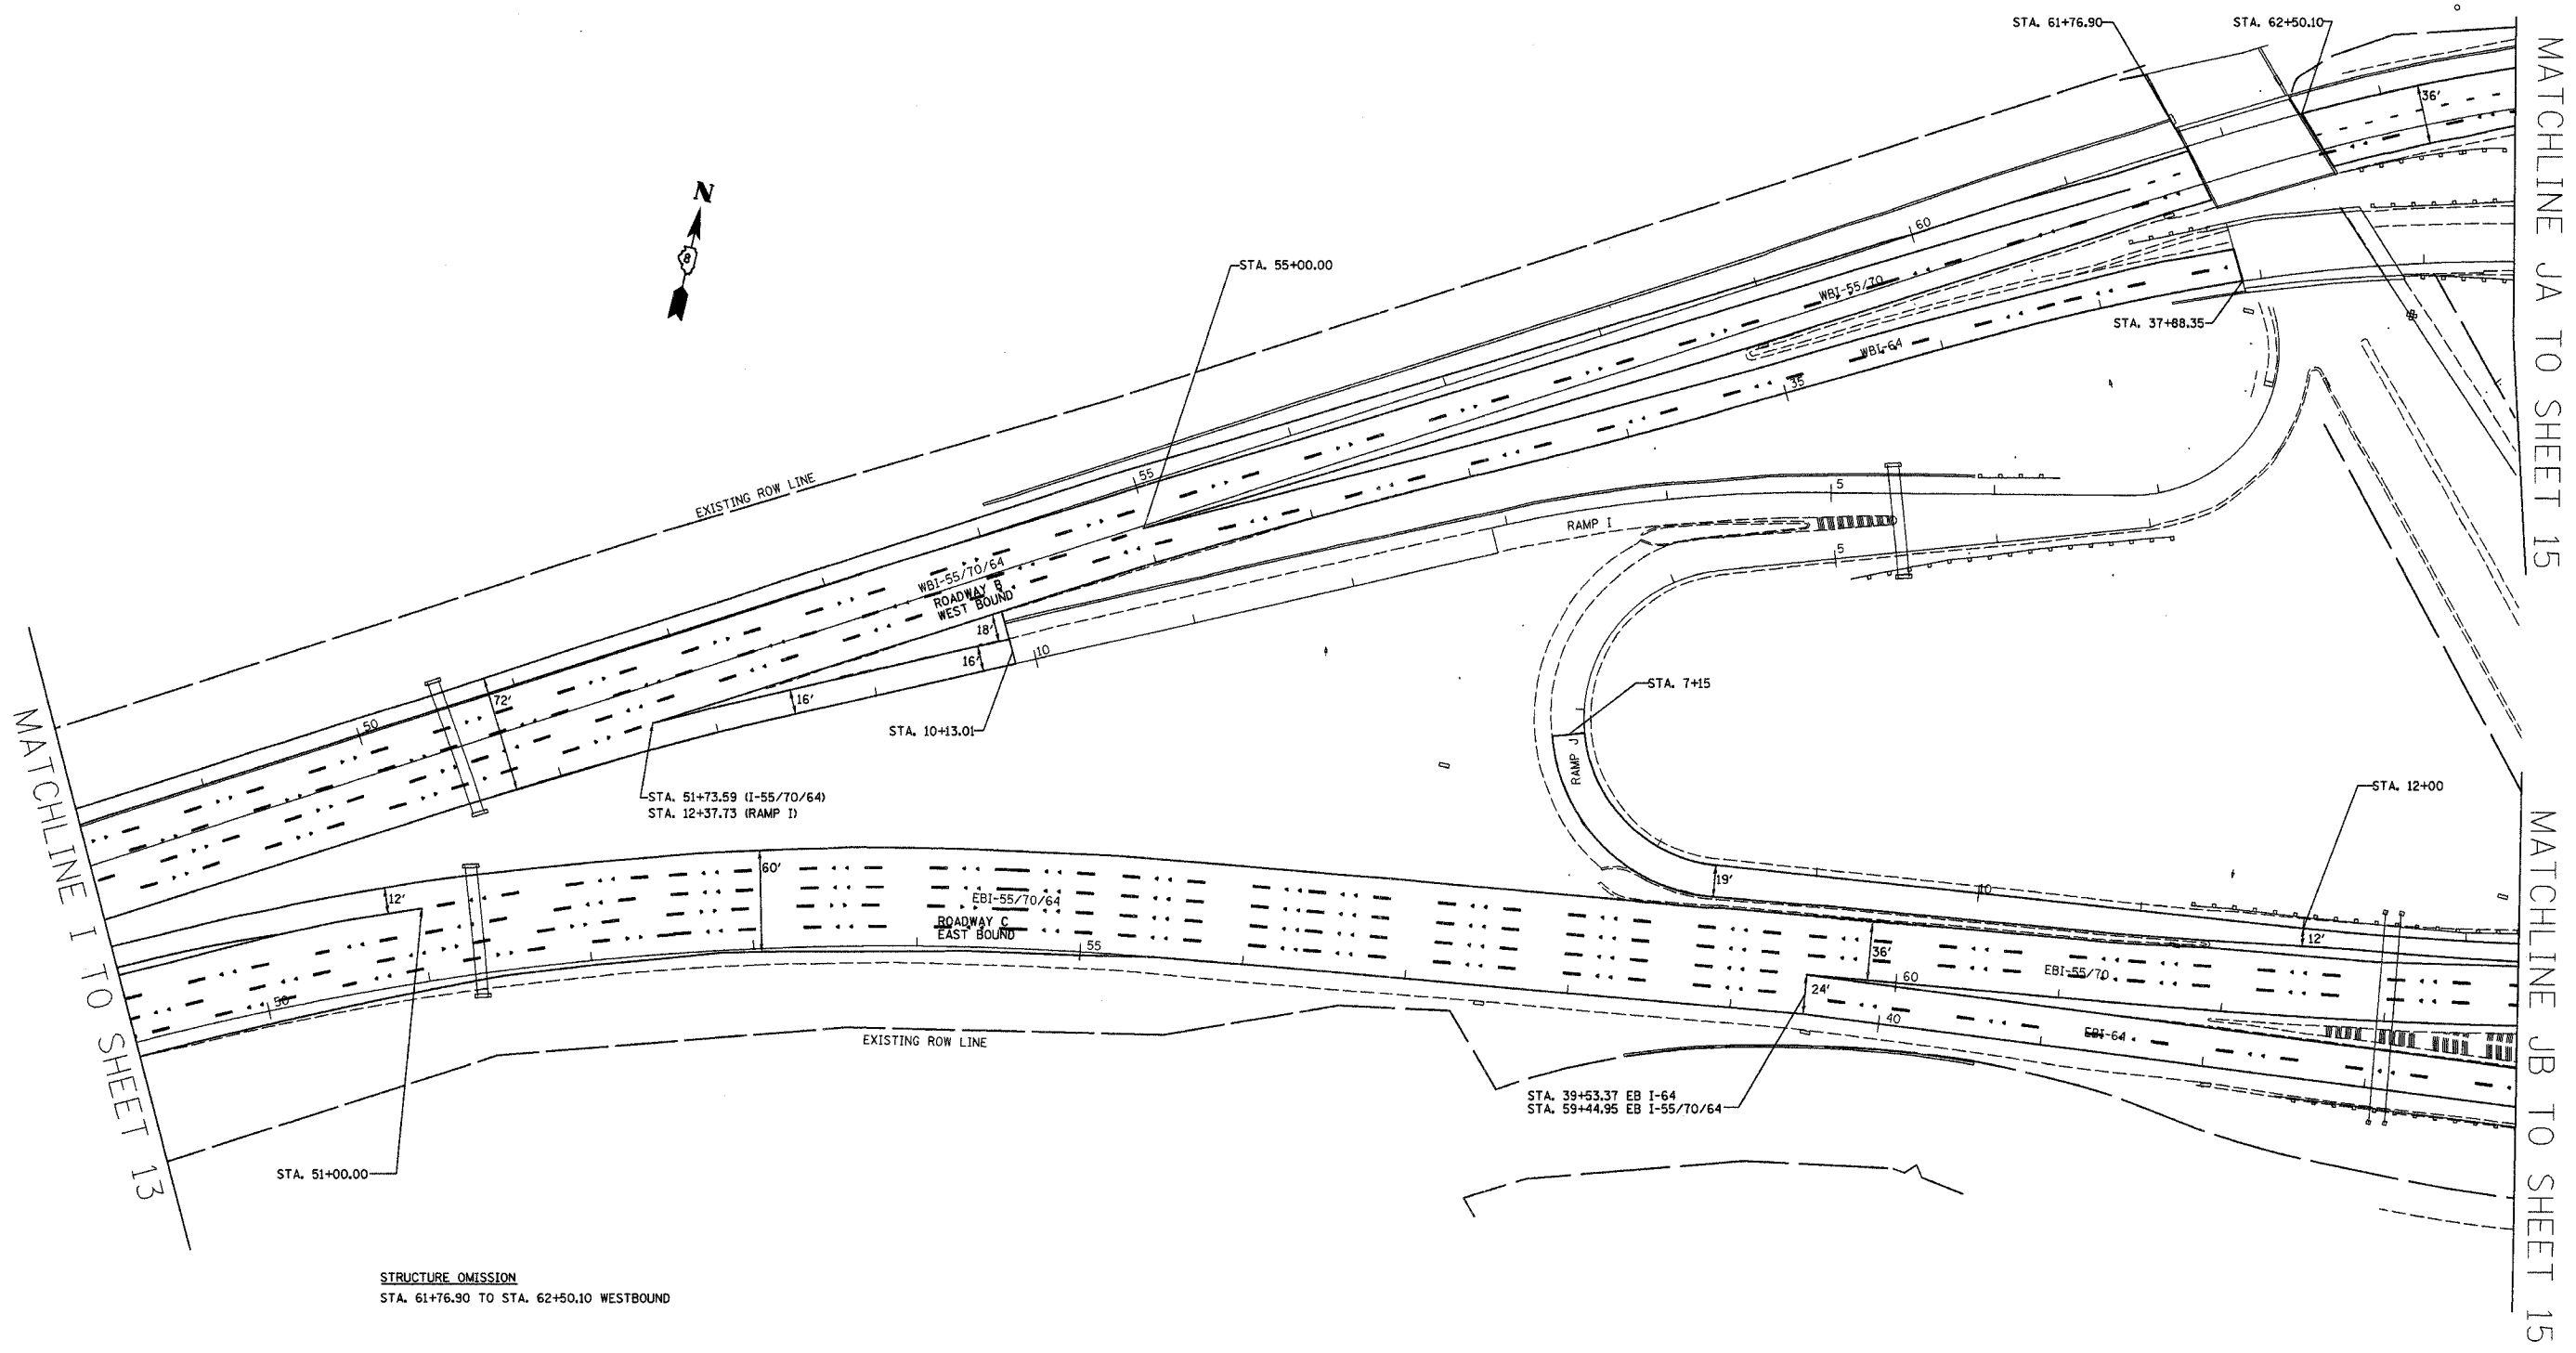 STA. 61+76.90
STA. 62+50.10
36'
MATCHLINE JA TO SHEET 15
N
8
60
STA. 55+00.00
WBI-55/70
STA. 37+88.35
WBI-64
35
55
EXISTING ROW LINE
5
RAMP I
5
WBI-55/70/64
ROADWAY B
WEST BOUND
18'
16'
10
STA. 7+15
72'
16'
50
STA. 10+13.01
RAMP J
MATCHLINE I TO SHEET 13
STA. 51+73.59 (I-55/70/64)
STA. 12+37.73 (RAMP I)
STA. 12+00
MATCHLINE JB TO SHEET 15
60'
12'
19'
10
EBI-55/70/64
ROADWAY C
EAST BOUND
55
12'
36'
60
EBI-55/70
24'
50
40
EBI-64
EXISTING ROW LINE
STA. 39+53.37 EB I-64
STA. 59+44.95 EB I-55/70/64
STA. 51+00.00
STRUCTURE OMISSION
STA. 61+76.90 TO STA. 62+50.10 WESTBOUND